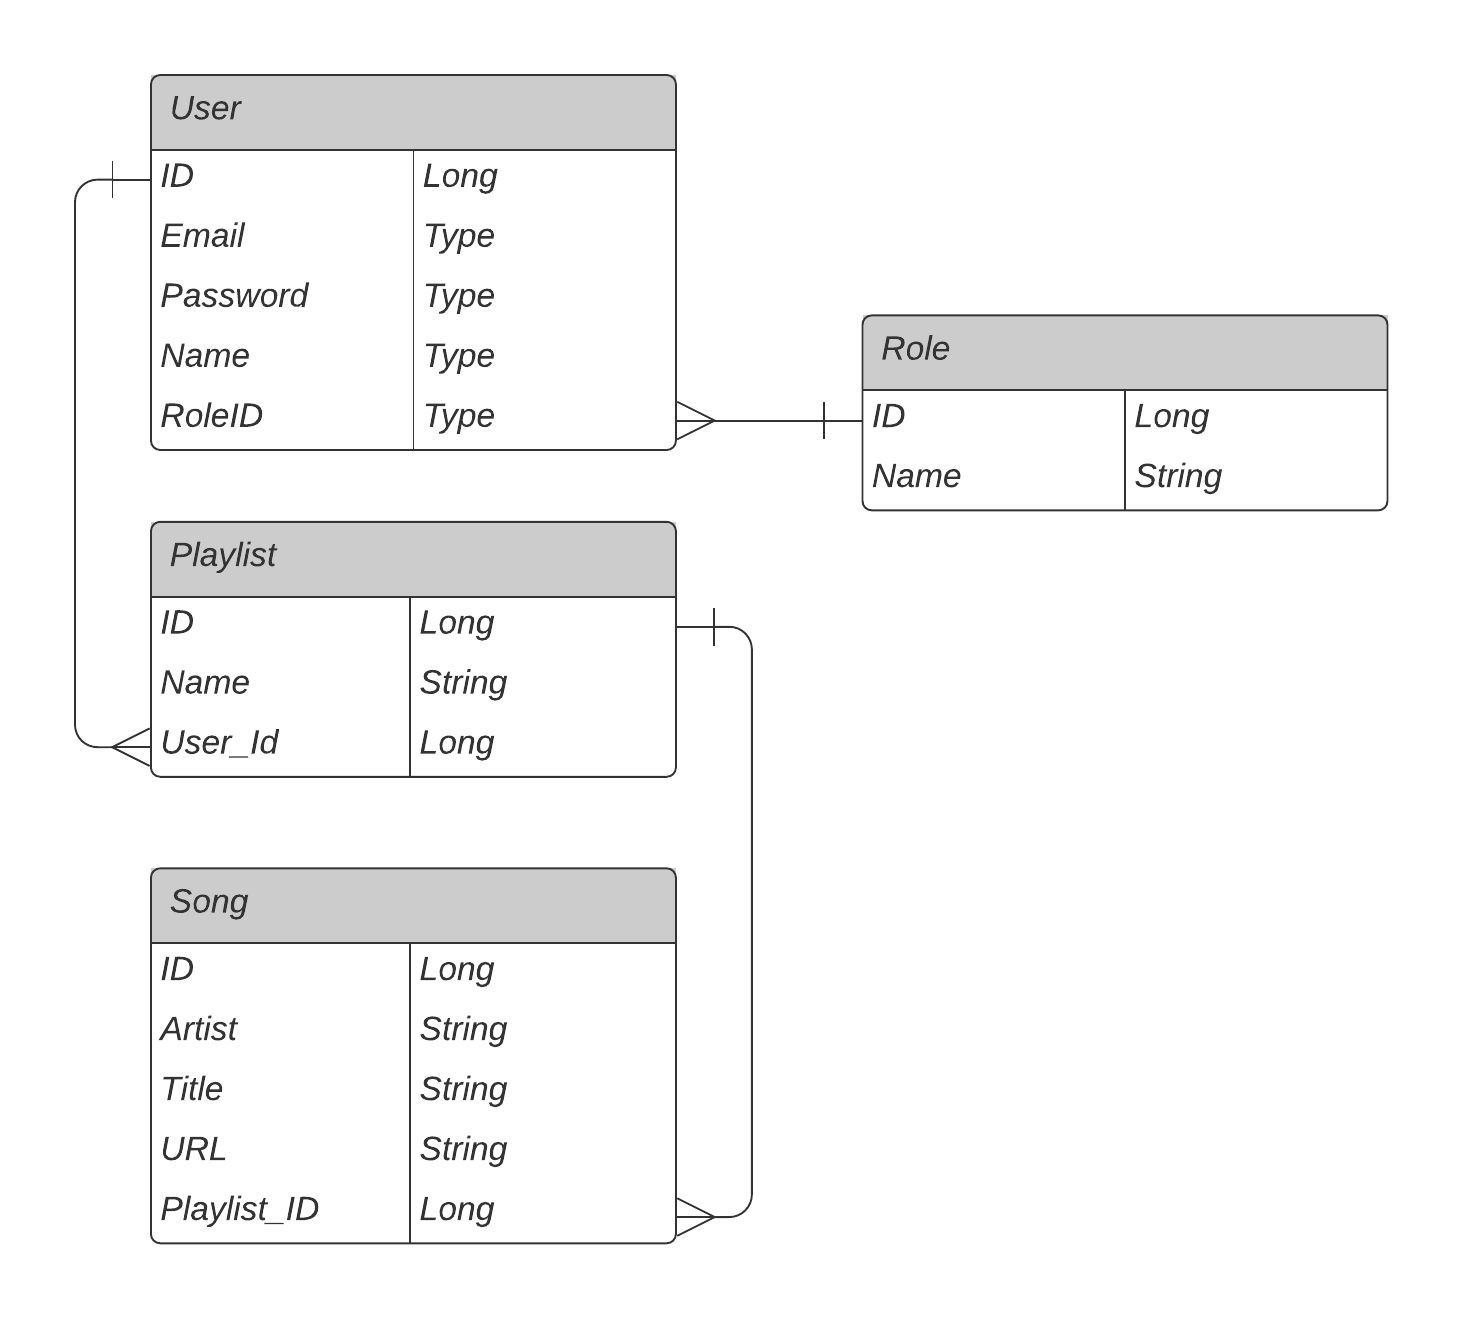 User
ID Long
Email Type
Password Type
Name Type
RoleID Type
Role
ID Long
Name String
Playlist
ID Long
Name String
User_Id Long
Song
ID Long
Artist String
Title String
URL String
Playlist_ID Long